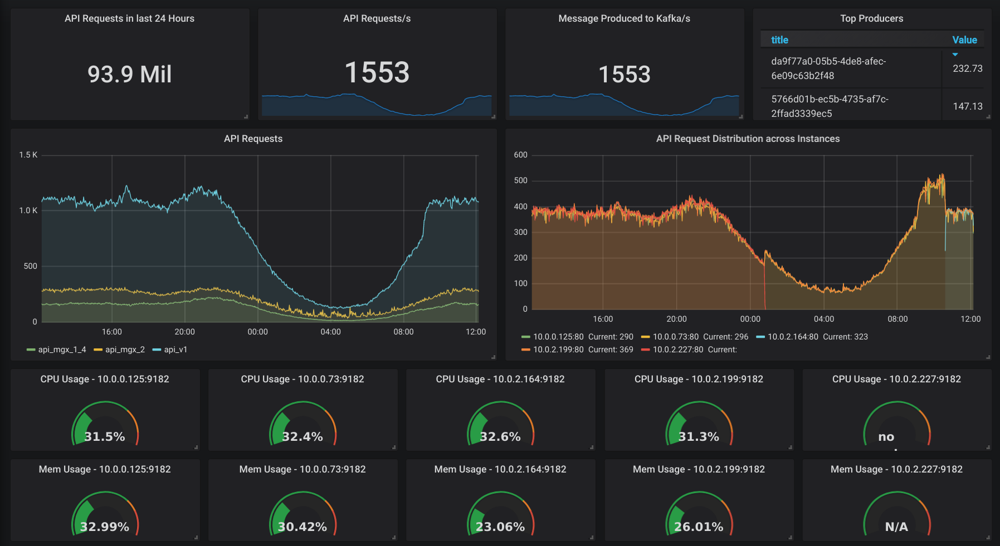 API Requests in last 24 Hours
93.9 Mil
API Requests/s
1553
Message Produced to Kafka/s
1553
Top Producers
title Value
da9f77a0-05b5-4de8-afec-
6e09c63b2f48
232.73
5766d01b-ec5b-4735-af7c-
2ffad3339ec5
147.13
API Requests
1.5 K
1.0 K
500
0
16:00 20:00 00:00 04:00 08:00 12:00
api_mgx_1_4 api_mgx_2 api_v1
API Request Distribution across Instances
600
500
400
300
200
100
0
16:00 20:00 00:00 04:00 08:00 12:00
10.0.0.125:80 Current: 290 10.0.0.73:80 Current: 296 10.0.2.164:80 Current: 323
10.0.2.199:80 Current: 369 10.0.2.227:80 Current:
CPU Usage - 10.0.0.125:9182
31.5%
CPU Usage - 10.0.0.73:9182
32.4%
CPU Usage - 10.0.2.164:9182
32.6%
CPU Usage - 10.0.2.199:9182
31.3%
CPU Usage - 10.0.2.227:9182
no
Mem Usage - 10.0.0.125:9182
32.99%
Mem Usage - 10.0.0.73:9182
30.42%
Mem Usage - 10.0.2.164:9182
23.06%
Mem Usage - 10.0.2.199:9182
26.01%
Mem Usage - 10.0.2.227:9182
N/A